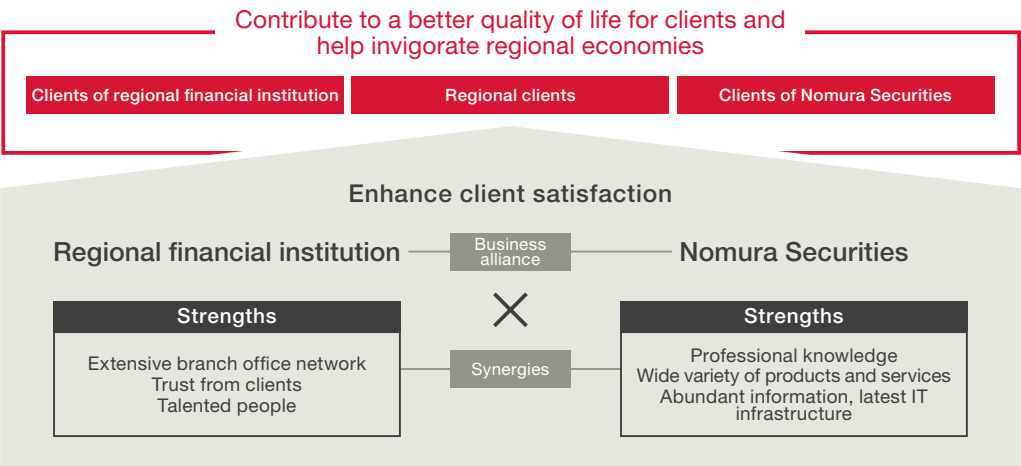 Contribute to a better quality of life for clients and
help invigorate regional economies
Clients of regional financial institution
Regional clients
Clients of Nomura Securities
Enhance client satisfaction
Regional financial institution
Business
alliance
Nomura Securities
Strengths
Extensive branch office network
Trust from clients
Talented people
Synergies
Strengths
Professional knowledge
Wide variety of products and services
Abundant information, latest IT
infrastructure